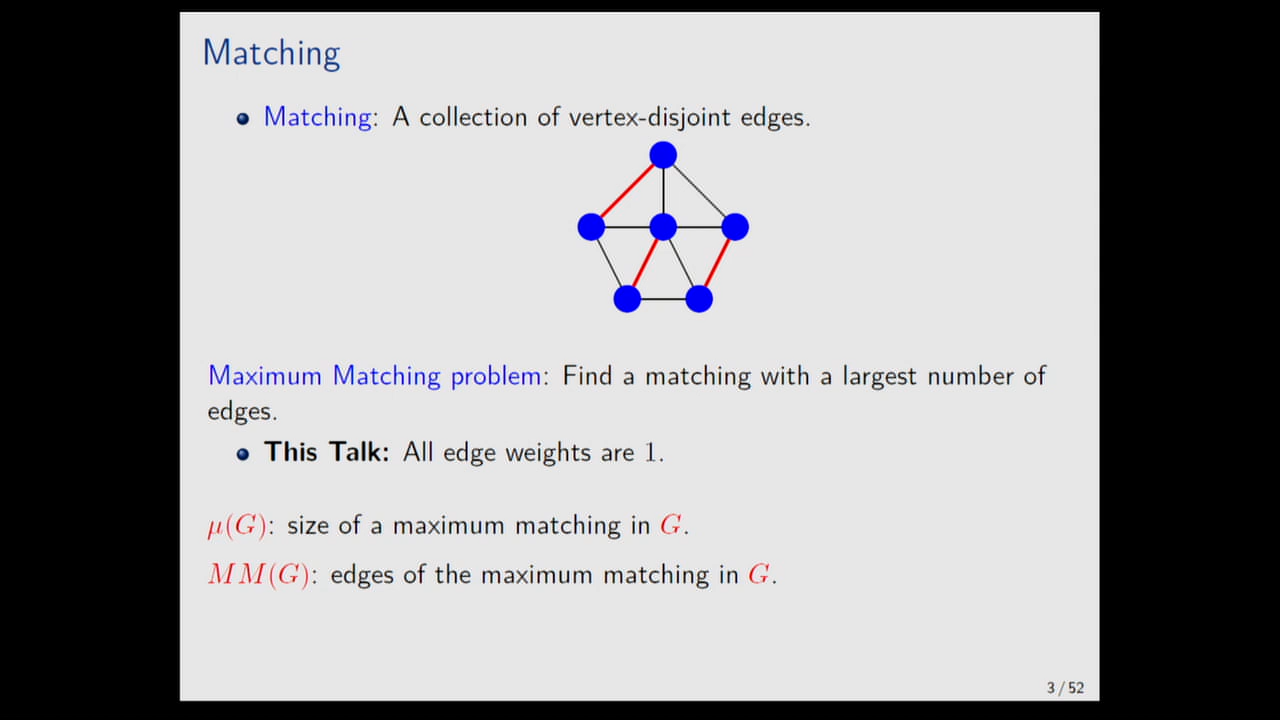 Matching
Matching: A collection of vertex-disjoint edges.
Maximum Matching problem: Find a matching with a largest number of
edges.
This Talk: All edge weights are 1.
μ(G): size of a maximum matching in G.
MM(G): edges of the maximum matching in G.
3 / 52